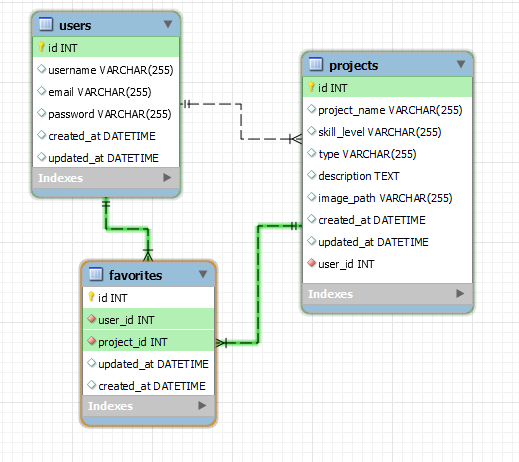 users
id INT
username VARCHAR(255)
email VARCHAR(255)
password VARCHAR(255)
created_at DATETIME
updated_at DATETIME
Indexes
projects
id INT
project_name VARCHAR(255)
skill_level VARCHAR(255)
type VARCHAR(255)
description TEXT
image_path VARCHAR(255)
created_at DATETIME
updated_at DATETIME
user_id INT
Indexes
favorites
id INT
user_id INT
project_id INT
updated_at DATETIME
created_at DATETIME
Indexes